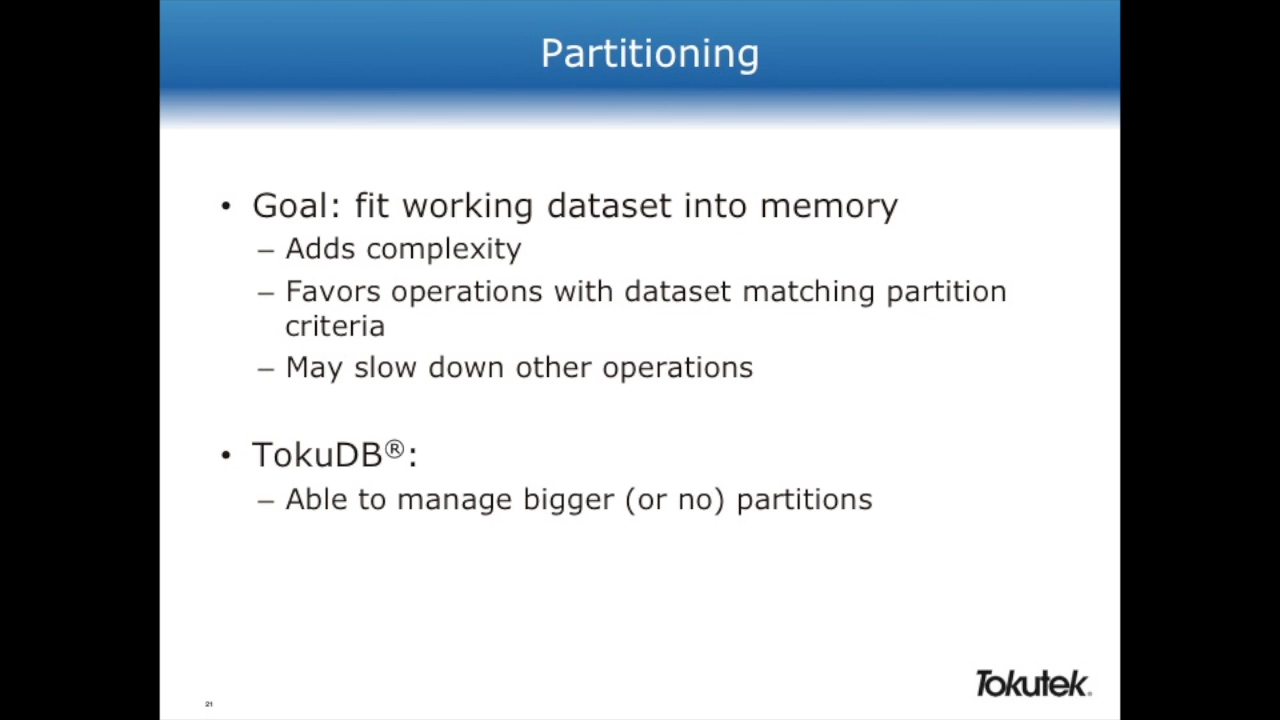 Partitioning
• Goal: fit working dataset into memory
– Adds complexity
– Favors operations with dataset matching partition
criteria
– May slow down other operations
• TokuDB®:
– Able to manage bigger (or no) partitions
Tokutek®
21